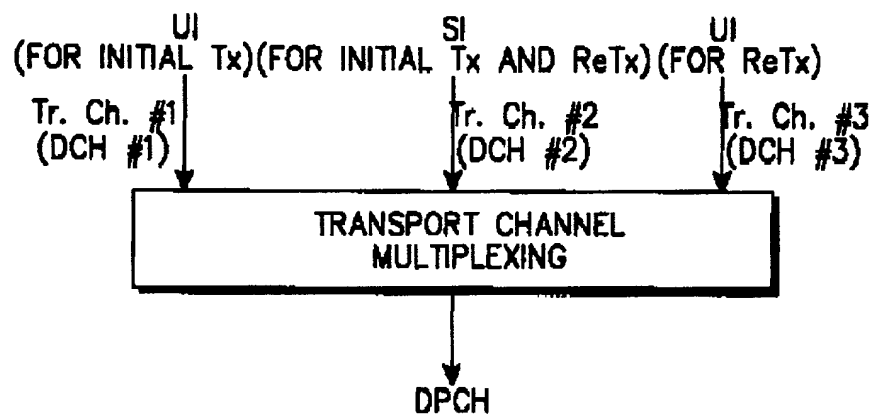 UI SI UI
(FOR INITIAL Tx)(FOR INITIAL Tx AND ReTx)(FOR ReTx)
Tr. Ch. #1 Tr. Ch. #2 Tr. Ch. #3
(DCH #1) (DCH #2) (DCH #3)
TRANSPORT CHANNEL
MULTIPLEXING
DPCH